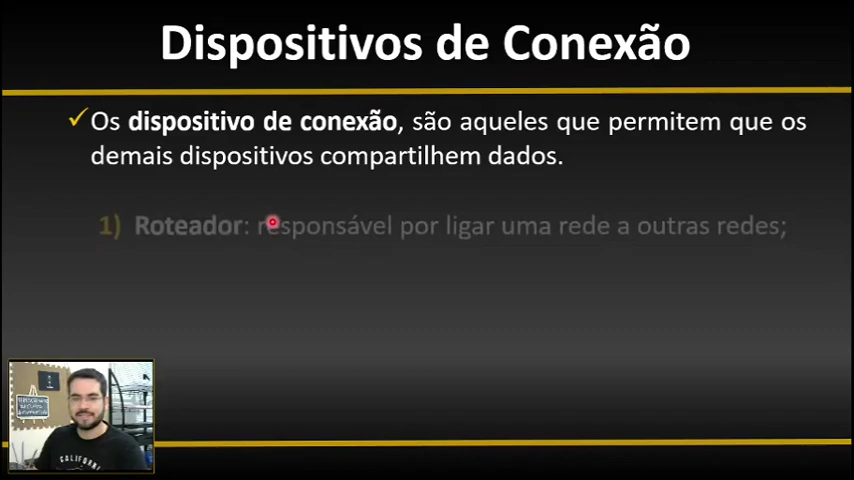 Dispositivos de Conexão
✓Os dispositivo de conexão, são aqueles que permitem que os
demais dispositivos compartilhem dados.
1) Roteador: responsável por ligar uma rede a outras redes;
CALIFORNIA